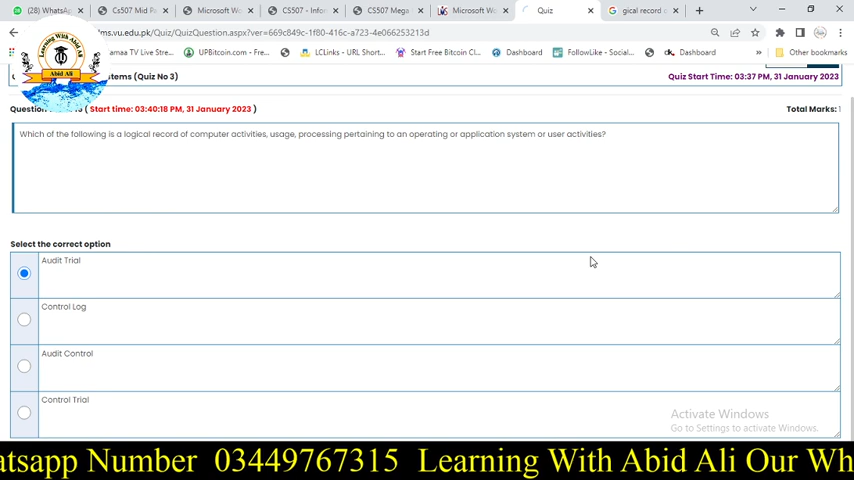 (28) WhatsA
Cs507 Mid P
Microsoft Wo
CS507 - Infor
CS507 Mega
Microsoft Wo
Quiz
gical record a
ms.vu.edu.pk/Quiz/QuizQuestion.aspx?ver=669c849c-1f80-416c-a723-4e066253213d
amaa TV Live Stre...
UPBitcoin.com - Fre...
LCLinks - URL Short...
Start Free Bitcoin Cl...
Dashboard
FollowLike - Social...
Dashboard
»
Other bookmarks
Learning With Abid Ali
Abid Ali
stems (Quiz No 3)
Quiz Start Time: 03:37 PM, 31 January 2023
( Start time: 03:40:18 PM, 31 January 2023 )
Total Marks: 1
Which of the following is a logical record of computer activities, usage, processing pertaining to an operating or application system or user activities?
Select the correct option
Audit Trial
Control Log
Audit Control
Control Trial
Activate Windows
Go to Settings to activate Windows.
atsapp Number 03449767315 Learning With Abid Ali Our Wh